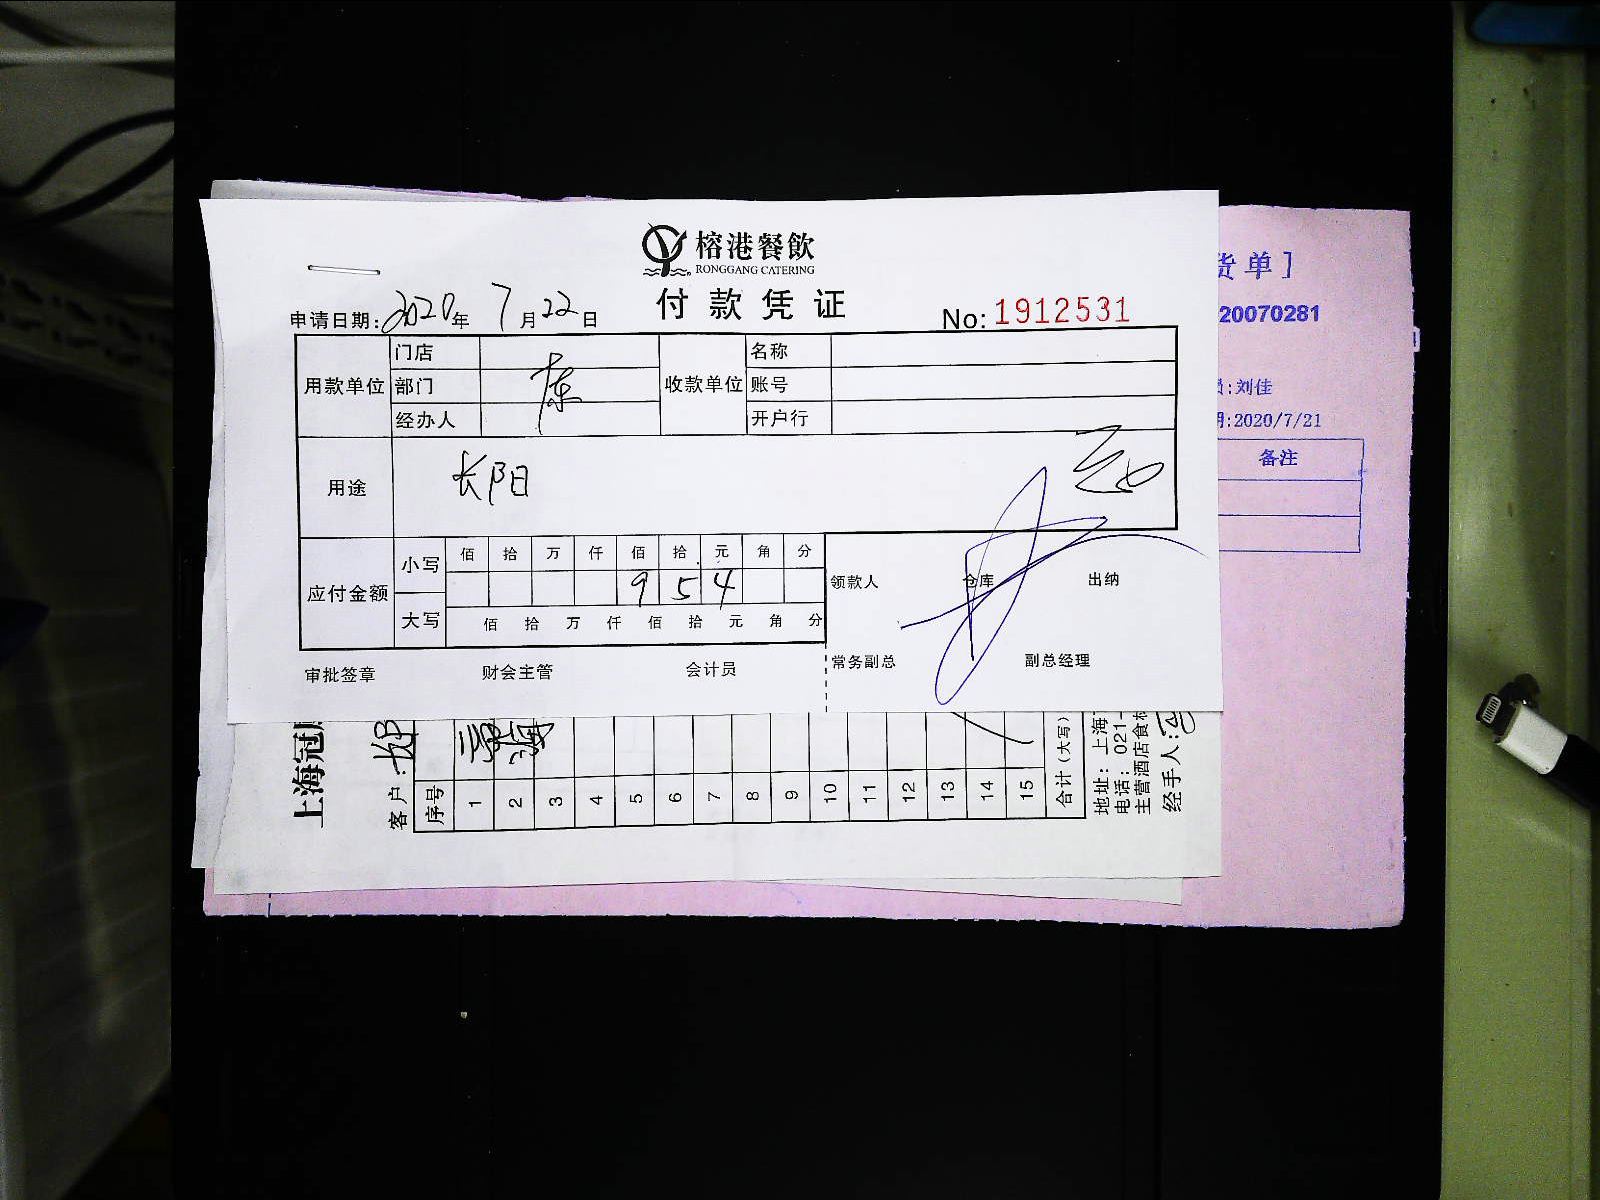 榕港餐飲
RONGGANG CATERING
付款凭证
申请日期:2020年7月22日
No:1912531
用款单位 门店 收款单位 名称
部门 账号
经办人 开户行
用途 长阳
应付金额 小写 佰 拾 万 仟 佰 拾 元 角 分
9 5 4
大写 佰 拾 万 仟 佰 拾 元 角 分
领款人 仓库 出纳
审批签章 财会主管 会计员 常务副总 副总经理
货单]
20070281
:刘佳
:2020/7/21
备注
上海冠
客户:
序号 1 2 3 4 5 6 7 8 9 10 11 12 13 14 15
合计(大写)
地址:上海
电话:021-
主营酒店食材
经手人: